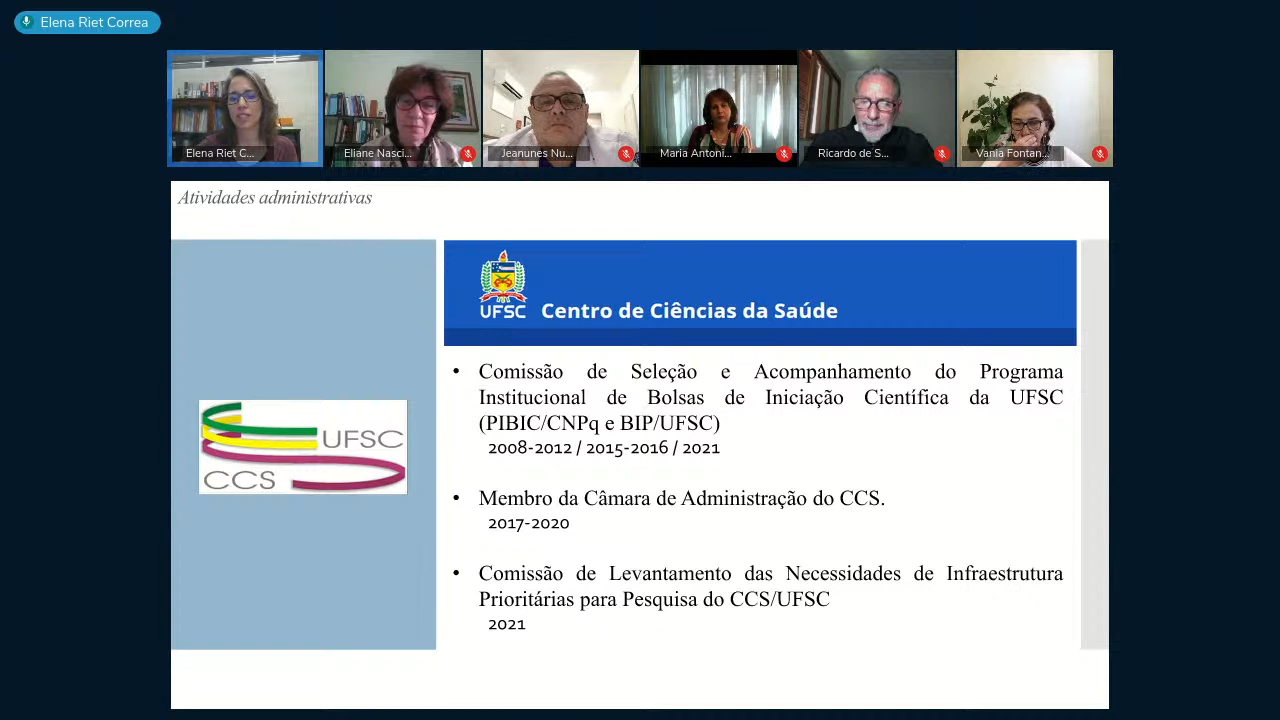 Elena Riet Correa
Elena Riet C...
Eliane Nasci...
Jeanunes Nu...
Maria Antoni...
Ricardo de S...
Vania Fontan...
Atividades administrativas
UFSC
Centro de Ciências da Saúde
UFSC
CCS
• Comissão de Seleção e Acompanhamento do Programa
Institucional de Bolsas de Iniciação Científica da UFSC
(PIBIC/CNPq e BIP/UFSC)
2008-2012 / 2015-2016 / 2021
• Membro da Câmara de Administração do CCS.
2017-2020
• Comissão de Levantamento das Necessidades de Infraestrutura
Prioritárias para Pesquisa do CCS/UFSC
2021